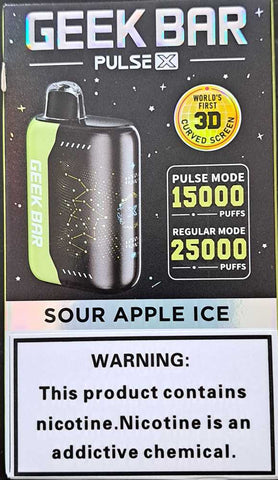 GEEK BAR
PULSE X
WORLD'S
FIRST
3D
CURVED SCREEN
GEEK BAR
PULSE MODE
15000
PUFFS
REGULAR MODE
25000
PUFFS
SOUR APPLE ICE
WARNING:
This product contains
nicotine.Nicotine is an
addictive chemical.